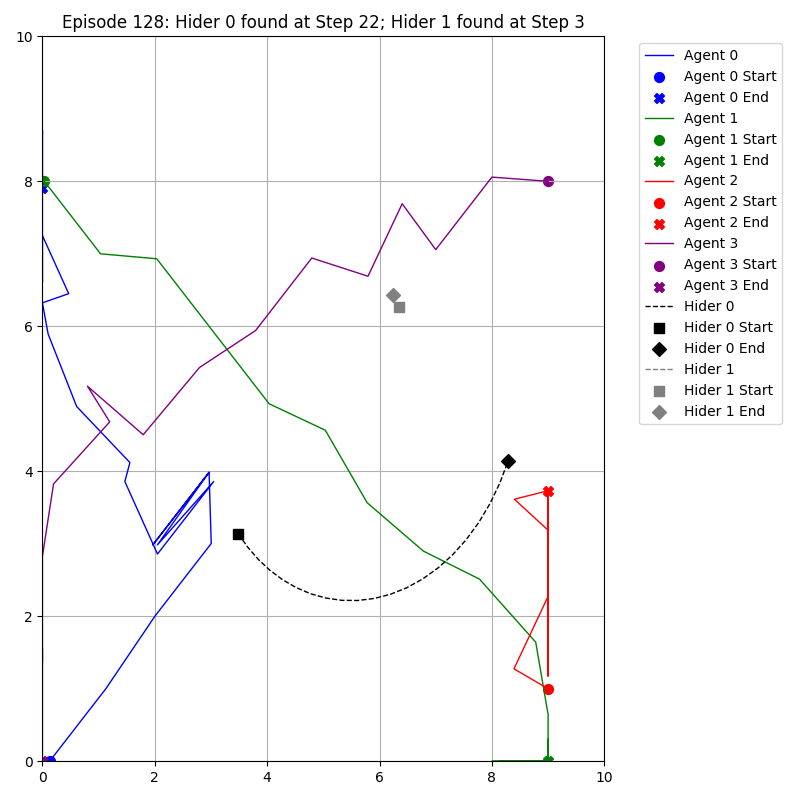 Episode 128: Hider 0 found at Step 22; Hider 1 found at Step 3
10
8
6
4
2
0
0 2 4 6 8 10
Agent 0
Agent 0 Start
Agent 0 End
Agent 1
Agent 1 Start
Agent 1 End
Agent 2
Agent 2 Start
Agent 2 End
Agent 3
Agent 3 Start
Agent 3 End
Hider 0
Hider 0 Start
Hider 0 End
Hider 1
Hider 1 Start
Hider 1 End